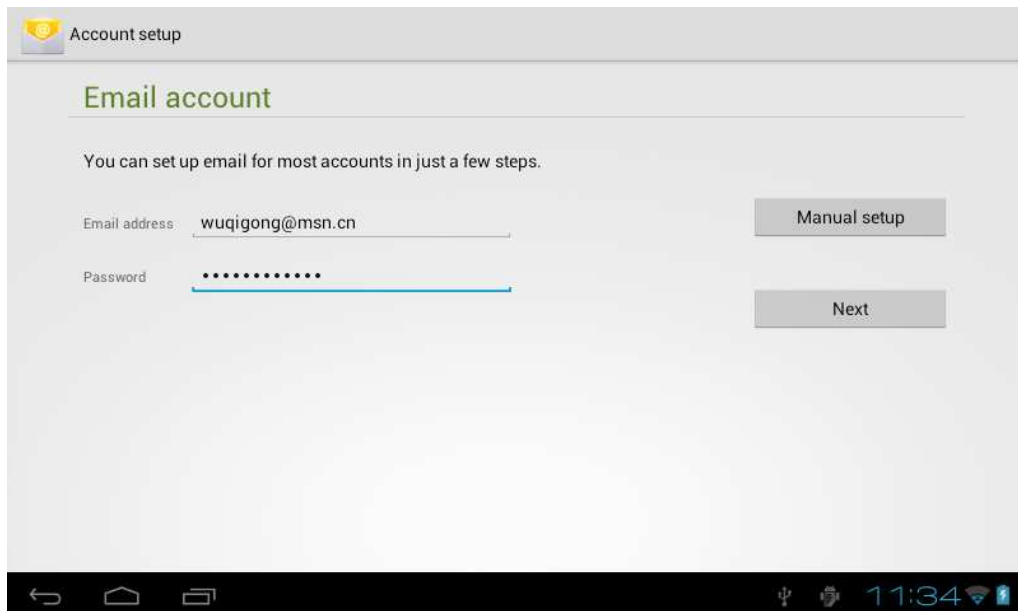 Account setup
Email account
You can set up email for most accounts in just a few steps.
Email address wuqigong@msn.cn
Manual setup
Password ••••••••••••
Next
11:34